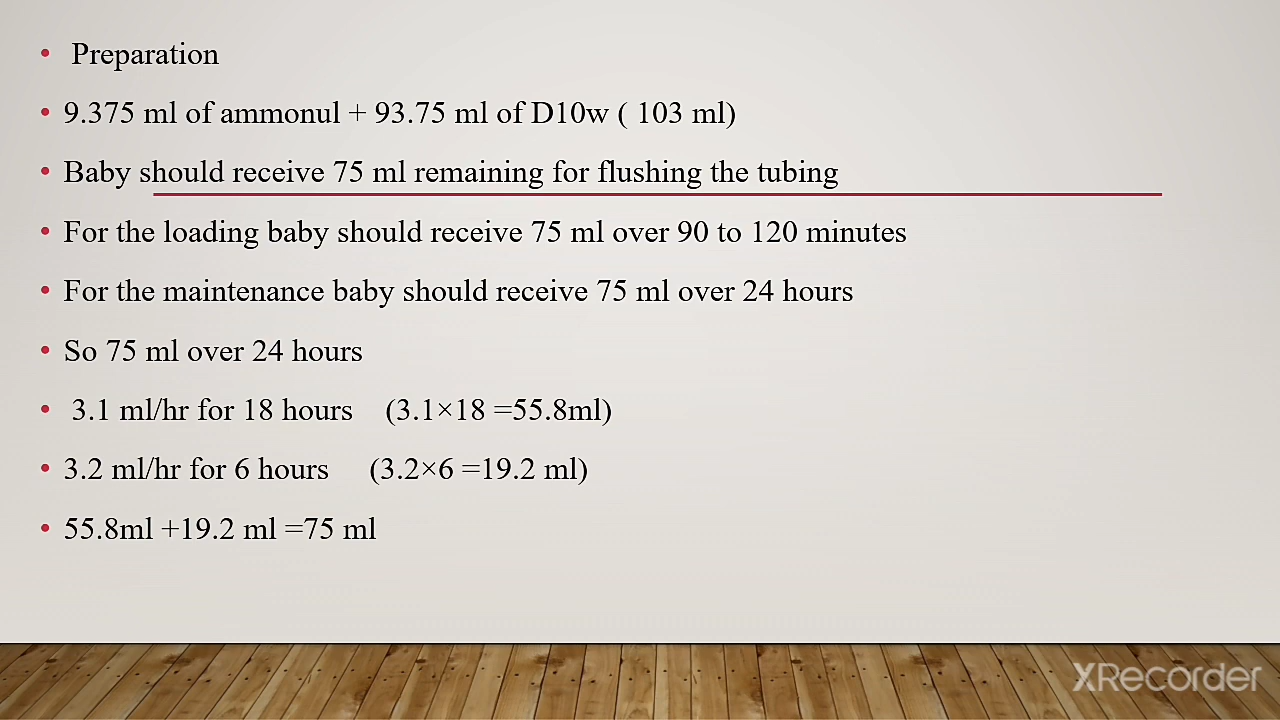 • Preparation
• 9.375 ml of ammonul + 93.75 ml of D10w ( 103 ml)
• Baby should receive 75 ml remaining for flushing the tubing
• For the loading baby should receive 75 ml over 90 to 120 minutes
• For the maintenance baby should receive 75 ml over 24 hours
• So 75 ml over 24 hours
• 3.1 ml/hr for 18 hours (3.1×18 =55.8ml)
• 3.2 ml/hr for 6 hours (3.2×6 =19.2 ml)
• 55.8ml +19.2 ml =75 ml
XRecorder